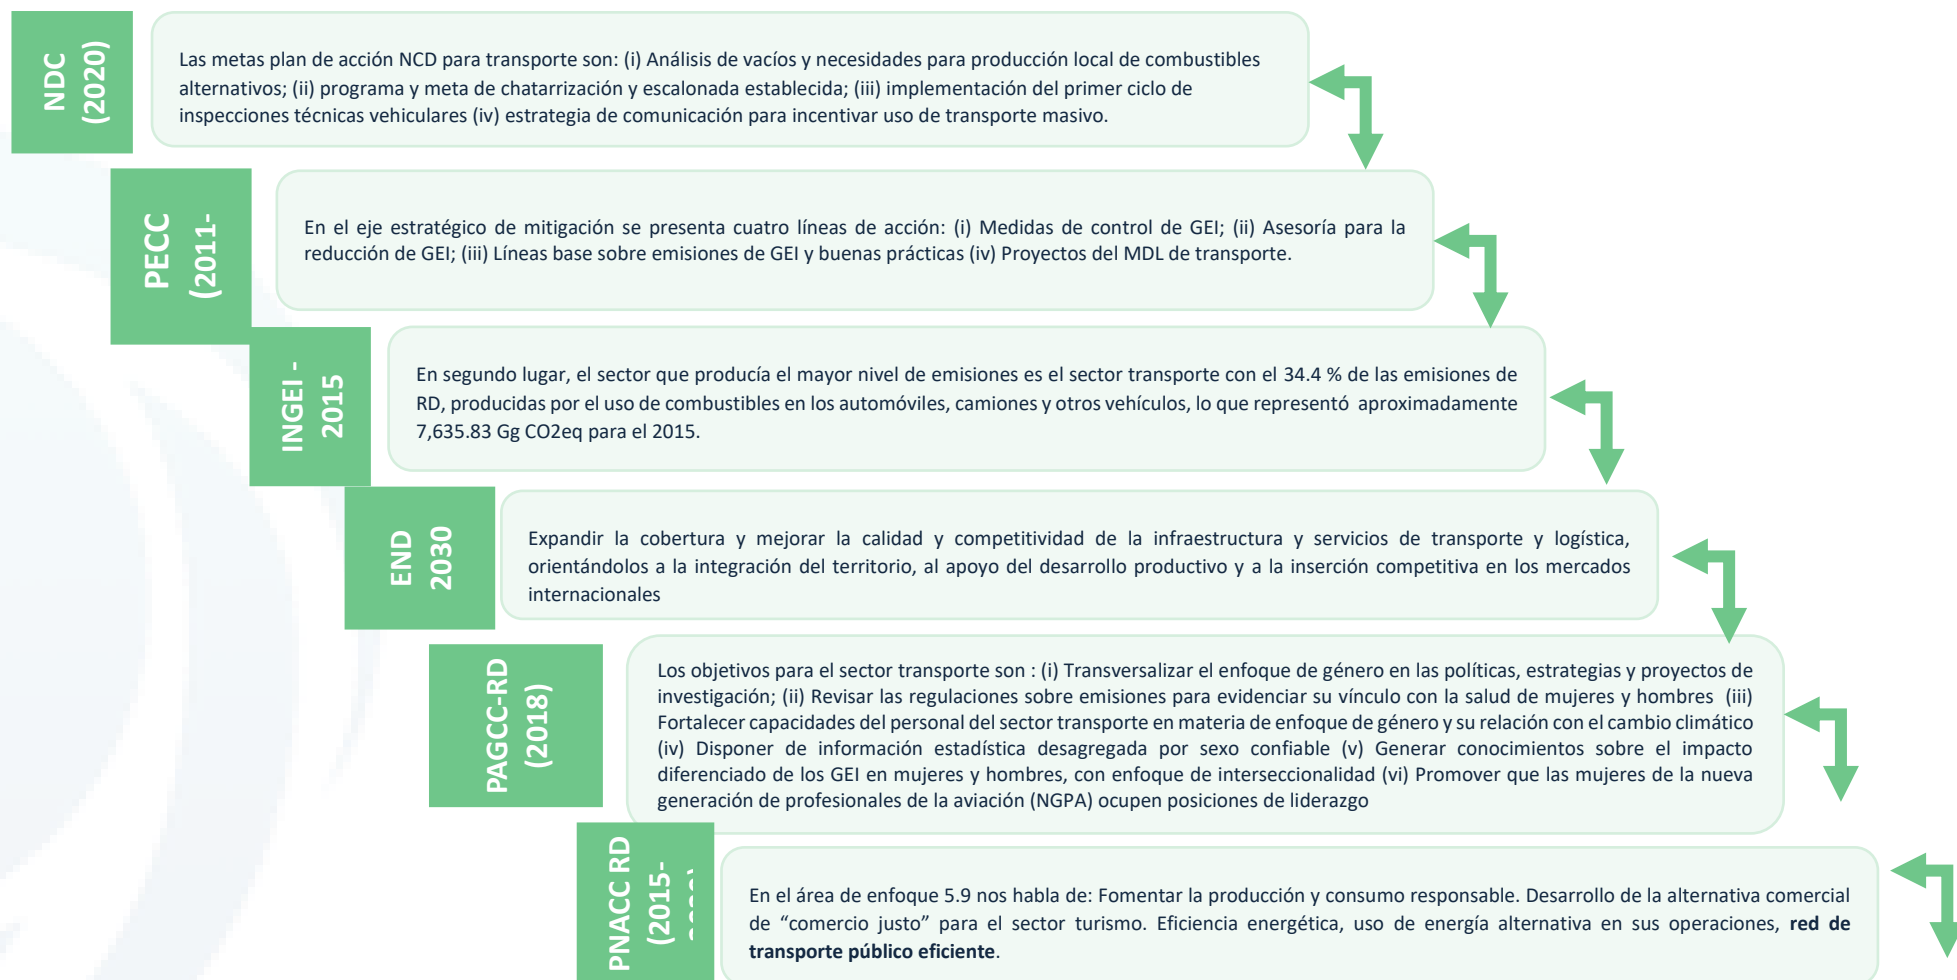 NDC
(2020)
Las metas plan de acción NCD para transporte son: (i) Análisis de vacíos y necesidades para producción local de combustibles
alternativos; (ii) programa y meta de chatarrización y escalonada establecida; (iii) implementación del primer ciclo de
inspecciones técnicas vehiculares (iv) estrategia de comunicación para incentivar uso de transporte masivo.
PECC
(2011-
En el eje estratégico de mitigación se presenta cuatro líneas de acción: (i) Medidas de control de GEI; (ii) Asesoría para la
reducción de GEI; (iii) Líneas base sobre emisiones de GEI y buenas prácticas (iv) Proyectos del MDL de transporte.
INGEI -
2015
En segundo lugar, el sector que producía el mayor nivel de emisiones es el sector transporte con el 34.4 % de las emisiones de
RD, producidas por el uso de combustibles en los automóviles, camiones y otros vehículos, lo que representó aproximadamente
7,635.83 Gg CO2eq para el 2015.
END
2030
Expandir la cobertura y mejorar la calidad y competitividad de la infraestructura y servicios de transporte y logística,
orientándolos a la integración del territorio, al apoyo del desarrollo productivo y a la inserción competitiva en los mercados
internacionales
PAGCC-RD
(2018)
Los objetivos para el sector transporte son : (i) Transversalizar el enfoque de género en las políticas, estrategias y proyectos de
investigación; (ii) Revisar las regulaciones sobre emisiones para evidenciar su vínculo con la salud de mujeres y hombres (iii)
Fortalecer capacidades del personal del sector transporte en materia de enfoque de género y su relación con el cambio climático
(iv) Disponer de información estadística desagregada por sexo confiable (v) Generar conocimientos sobre el impacto
diferenciado de los GEI en mujeres y hombres, con enfoque de interseccionalidad (vi) Promover que las mujeres de la nueva
generación de profesionales de la aviación (NGPA) ocupen posiciones de liderazgo
PNACC RD
(2015-
En el área de enfoque 5.9 nos habla de: Fomentar la producción y consumo responsable. Desarrollo de la alternativa comercial
de “comercio justo” para el sector turismo. Eficiencia energética, uso de energía alternativa en sus operaciones, red de
transporte público eficiente.